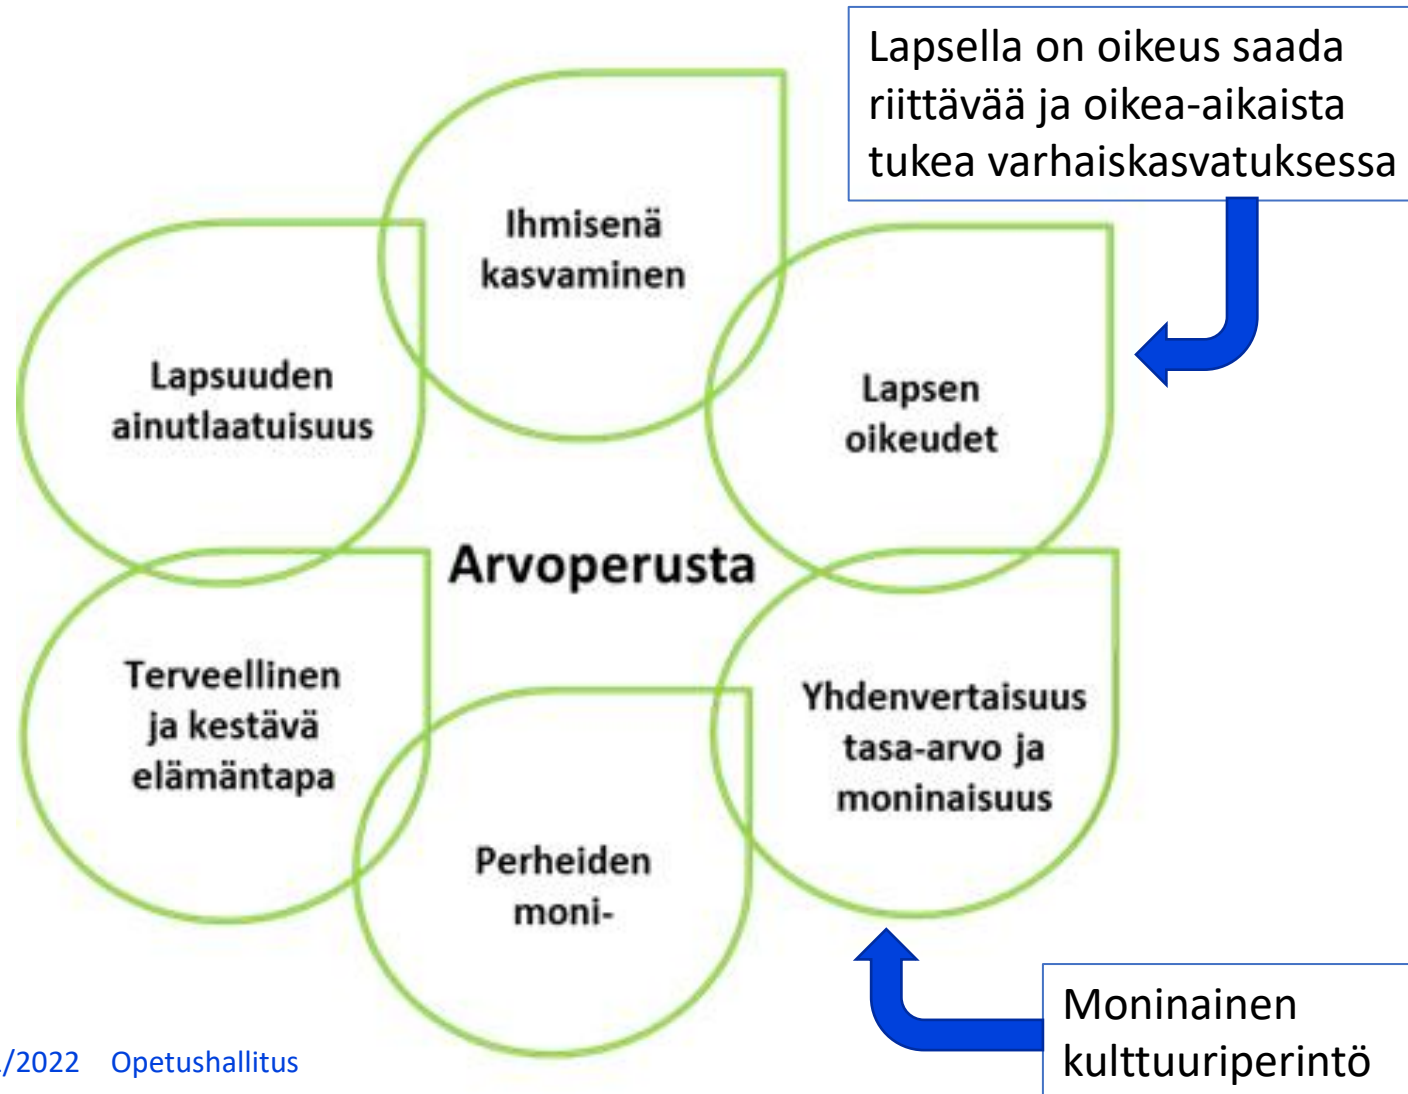 Lapsella on oikeus saada
riittävää ja oikea-aikaista
tukea varhaiskasvatuksessa
Ihmisenä
kasvaminen
Lapsuuden
ainutlaatuisuus
Lapsen
oikeudet
Arvoperusta
Terveellinen
ja kestävä
elämäntapa
Yhdenvertaisuus
tasa-arvo ja
moninaisuus
Perheiden
moni-
Moninainen
kulttuuriperintö
/2022 Opetushallitus